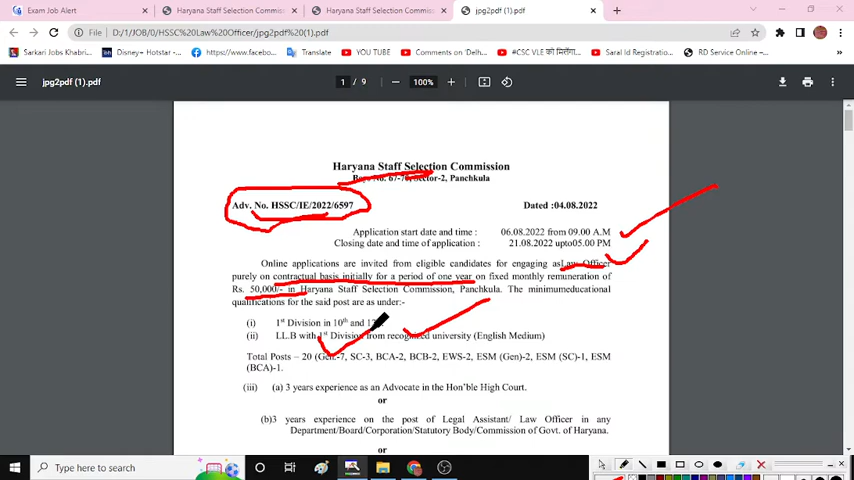 Exam Job Alert
Haryana Staff Selection Commiss
Haryana Staff Selection Commiss
jpg2pdf (1).pdf
File D:/1/JOB/0/HSSC%20Law%20Officer/jpg2pdf%20(1).pdf
Sarkari Jobs Khabri... Disney+ Hotstar -... https://www.facebo... Translate YOU TUBE Comments on 'Delh... #CSC VLE को मिलेगा... Saral Id Registratio... RD Service Online -...
jpg2pdf (1).pdf 1 / 9 100%
Haryana Staff Selection Commission
Sector-2, Panchkula
Adv. No. HSSC/IE/2022/6597 Dated :04.08.2022
Application start date and time : 06.08.2022 from 09.00 A.M
Closing date and time of application : 21.08.2022 upto05.00 PM
Online applications are invited from eligible candidates for engaging asLaw Officer
purely on contractual basis initially for a period of one year on fixed monthly remuneration of
Rs. 50,000/- in Haryana Staff Selection Commission, Panchkula. The minimumeducational
qualifications for the said post are as under:-
(i) 1st Division in 10th and
(ii) LL.B with 1st Division from recognized university (English Medium)
Total Posts – 20 (Gen.-7, SC-3, BCA-2, BCB-2, EWS-2, ESM (Gen)-2, ESM (SC)-1, ESM
(BCA)-1.
(iii) (a) 3 years experience as an Advocate in the Hon'ble High Court.
or
(b)3 years experience on the post of Legal Assistant/ Law Officer in any
Department/Board/Corporation/Statutory Body/Commission of Govt. of Haryana.
or
Type here to search